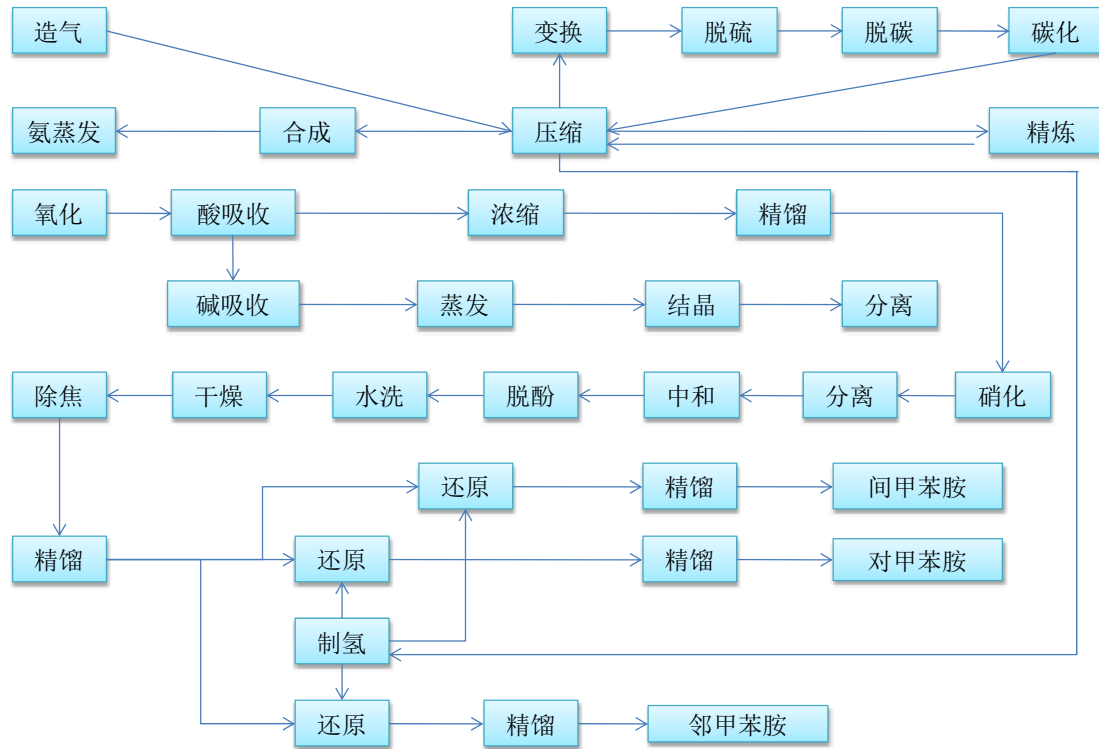 造气
变换
脱硫
脱碳
碳化
氨蒸发
合成
压缩
精炼
氧化
酸吸收
浓缩
精馏
碱吸收
蒸发
结晶
分离
除焦
干燥
水洗
脱酚
中和
分离
硝化
还原
精馏
间甲苯胺
精馏
还原
精馏
对甲苯胺
制氢
还原
精馏
邻甲苯胺